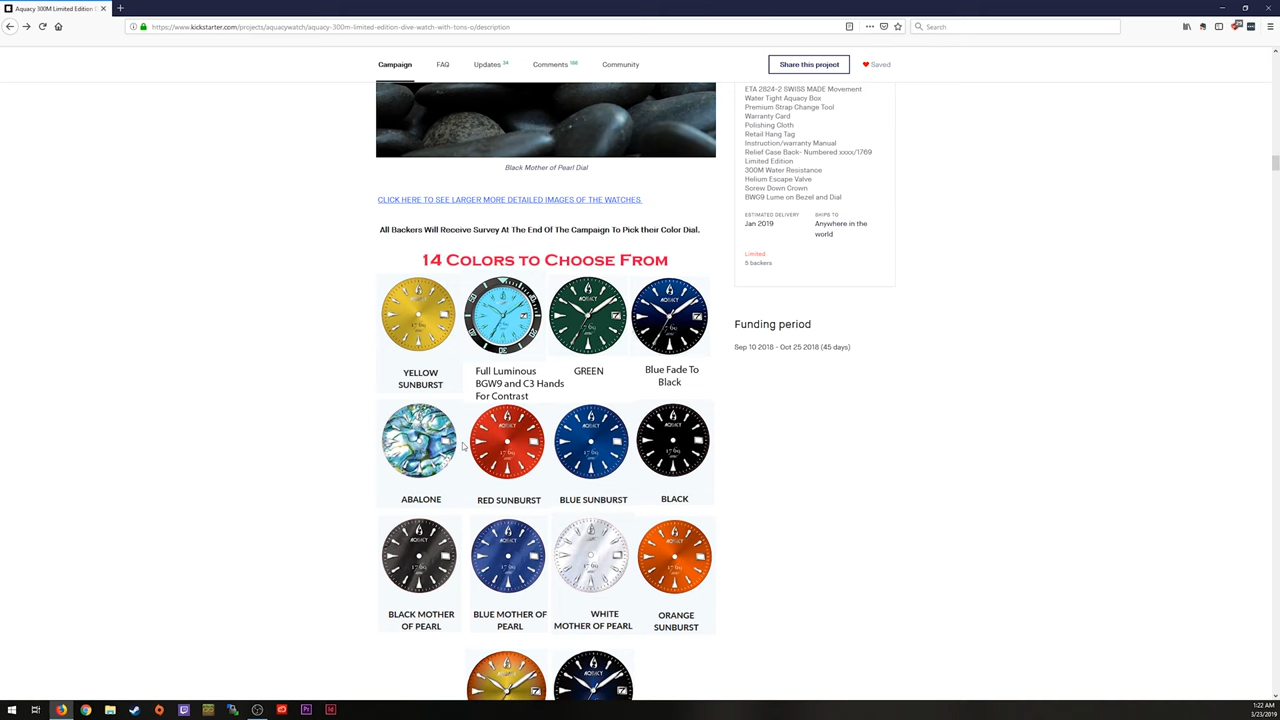 Aquacy 300M Limited Edition D
https://www.kickstarter.com/projects/aquacywatch/aquacy-300m-limited-edition-dive-watch-with-tons-o/description
Search
Campaign FAQ Updates 34 Comments 168 Community
Share this project Saved
ETA 2824-2 SWISS MADE Movement
Water Tight Aquacy Box
Premium Strap Change Tool
Warranty Card
Polishing Cloth
Retail Hang Tag
Instruction/warranty Manual
Relief Case Back- Numbered xxxx/1769
Limited Edition
300M Water Resistance
Helium Escape Valve
Screw Down Crown
BWG9 Lume on Bezel and Dial
ESTIMATED DELIVERY
Jan 2019
SHIPS TO
Anywhere in the
world
Limited
5 backers
Funding period
Sep 10 2018 - Oct 25 2018 (45 days)
Black Mother of Pearl Dial
CLICK HERE TO SEE LARGER MORE DETAILED IMAGES OF THE WATCHES
All Backers Will Receive Survey At The End Of The Campaign To Pick their Color Dial.
14 COLORS TO CHOOSE FROM
YELLOW
SUNBURST
Full Luminous
BGW9 and C3 Hands
For Contrast
GREEN
Blue Fade To
Black
ABALONE
RED SUNBURST
BLUE SUNBURST
BLACK
BLACK MOTHER
OF PEARL
BLUE MOTHER OF
PEARL
WHITE
MOTHER OF PEARL
ORANGE
SUNBURST
1:22 AM
3/23/2019